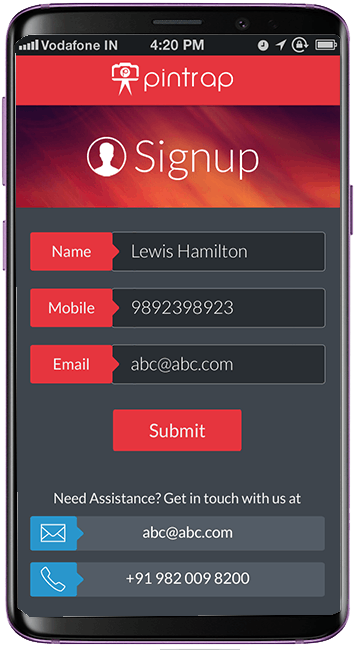 Vodafone IN 4:20 PM
pintrap
Signup
Name Lewis Hamilton
Mobile 9892398923
Email abc@abc.com
Submit
Need Assistance? Get in touch with us at
abc@abc.com
+91 982 009 8200